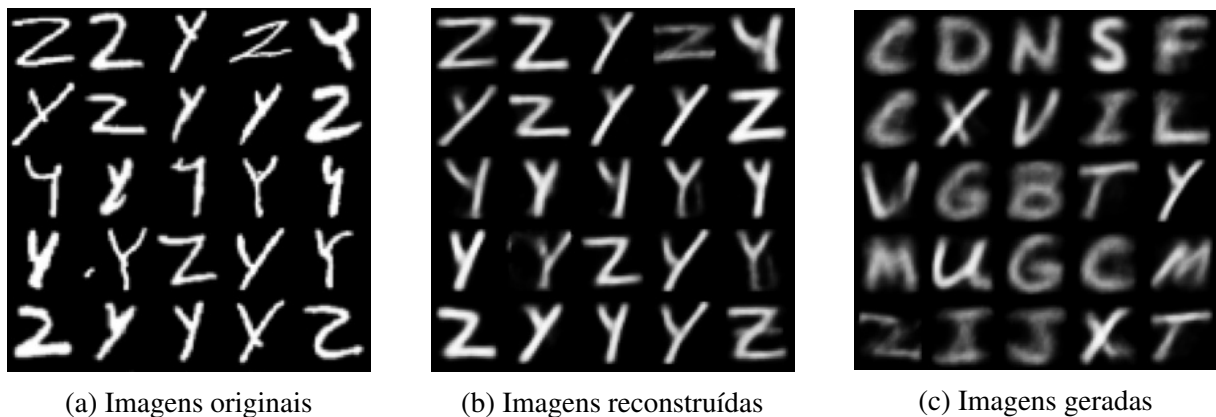 Z Z Y Z Y
Y Z Y Y Z
Y Y Y Y Y
Y Y Z Y Y
Z Y Y Y Z
(a) Imagens originais
Z Z Y Z Y
Y Z Y Y Z
Y Y Y Y Y
Y Y Z Y Y
Z Y Y Y Z
(b) Imagens reconstruídas
C D N S F
C X V I L
V G B T Y
M U G C M
Z I J X T
(c) Imagens geradas